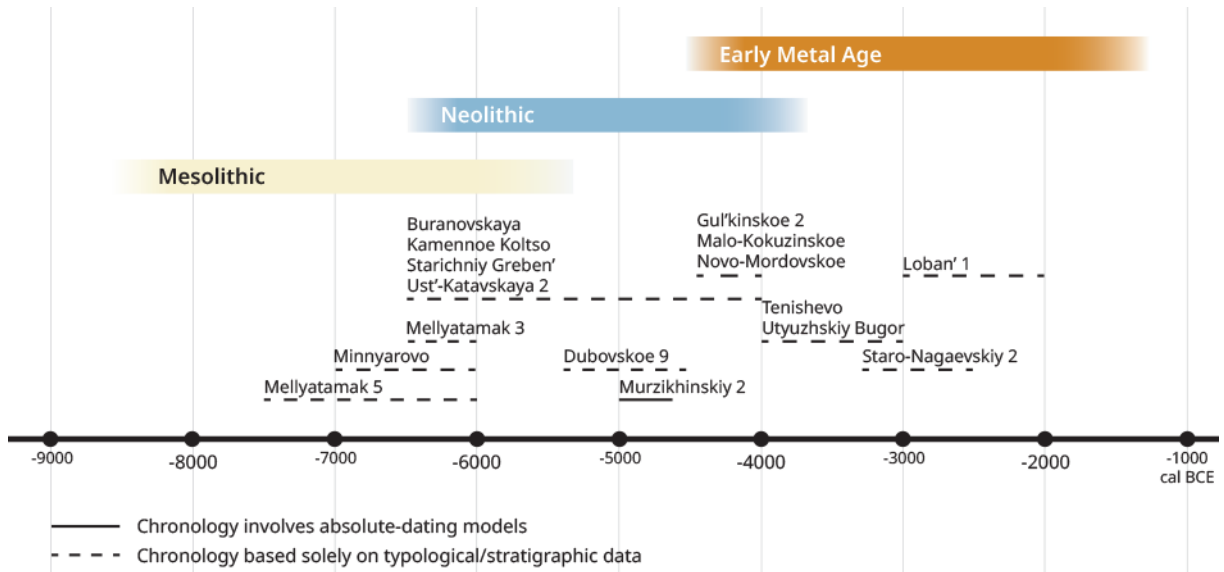 Early Metal Age
Neolithic
Mesolithic
Buranovskaya
Kamennoe Koltso
Starichniy Greben’
Ust’-Katavskaya 2
Gul’kinskoe 2
Malo-Kokuzinskoe
Novo-Mordovskoe
Loban’ 1
Tenishevo
Utyuzhskiy Bugor
Mellyatamak 3
Minnyarovo
Dubovskoe 9
Staro-Nagaevskiy 2
Mellyatamak 5
Murzikhinskiy 2
-9000 -8000 -7000 -6000 -5000 -4000 -3000 -2000 -1000
cal BCE
Chronology involves absolute-dating models
Chronology based solely on typological/stratigraphic data